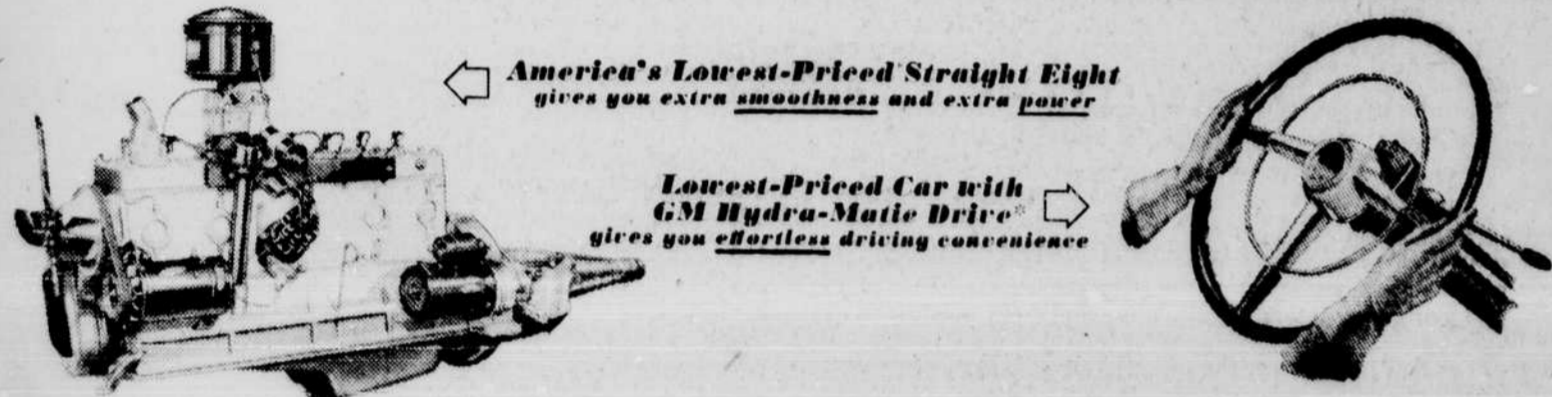 America's Lowest-Priced Straight Eight
gives you extra smoothness and extra power
Lowest-Priced Car with
GM Hydra-Matic Drive*
gives you effortless driving convenience